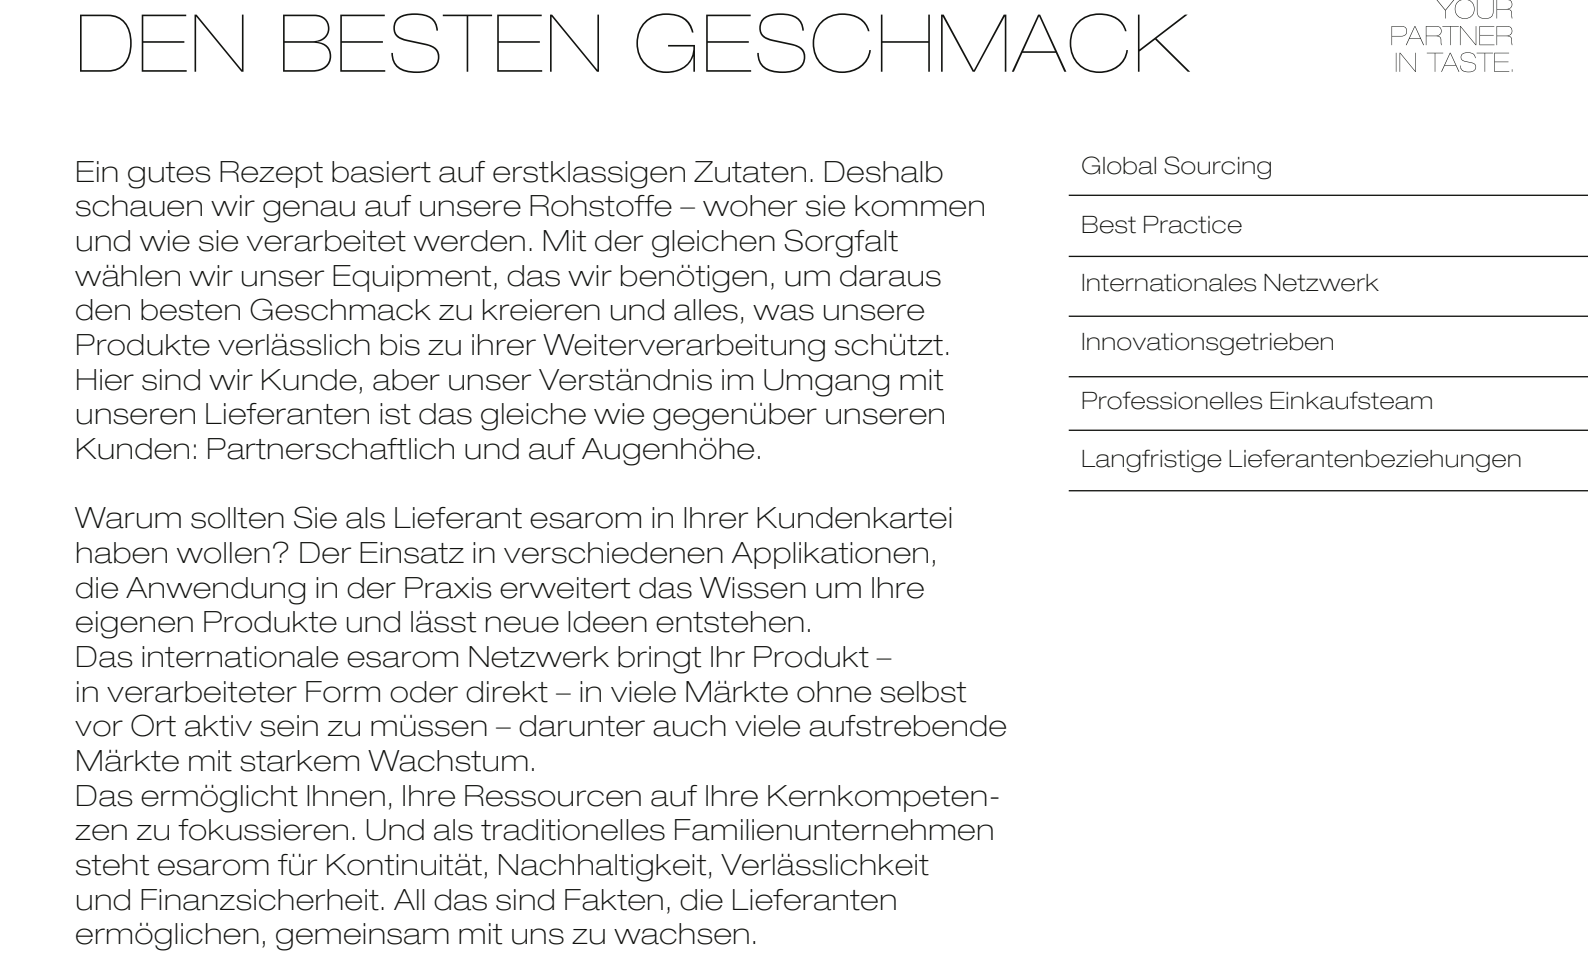 DEN BESTEN GESCHMACK
YOUR
PARTNER
IN TASTE.
Ein gutes Rezept basiert auf erstklassigen Zutaten. Deshalb
schauen wir genau auf unsere Rohstoffe – woher sie kommen
und wie sie verarbeitet werden. Mit der gleichen Sorgfalt
wählen wir unser Equipment, das wir benötigen, um daraus
den besten Geschmack zu kreieren und alles, was unsere
Produkte verlässlich bis zu ihrer Weiterverarbeitung schützt.
Hier sind wir Kunde, aber unser Verständnis im Umgang mit
unseren Lieferanten ist das gleiche wie gegenüber unseren
Kunden: Partnerschaftlich und auf Augenhöhe.
Warum sollten Sie als Lieferant esarom in Ihrer Kundenkartei
haben wollen? Der Einsatz in verschiedenen Applikationen,
die Anwendung in der Praxis erweitert das Wissen um Ihre
eigenen Produkte und lässt neue Ideen entstehen.
Das internationale esarom Netzwerk bringt Ihr Produkt –
in verarbeiteter Form oder direkt – in viele Märkte ohne selbst
vor Ort aktiv sein zu müssen – darunter auch viele aufstrebende
Märkte mit starkem Wachstum.
Das ermöglicht Ihnen, Ihre Ressourcen auf Ihre Kernkompeten-
zen zu fokussieren. Und als traditionelles Familienunternehmen
steht esarom für Kontinuität, Nachhaltigkeit, Verlässlichkeit
und Finanzsicherheit. All das sind Fakten, die Lieferanten
ermöglichen, gemeinsam mit uns zu wachsen.
Global Sourcing
Best Practice
Internationales Netzwerk
Innovationsgetrieben
Professionelles Einkaufsteam
Langfristige Lieferantenbeziehungen